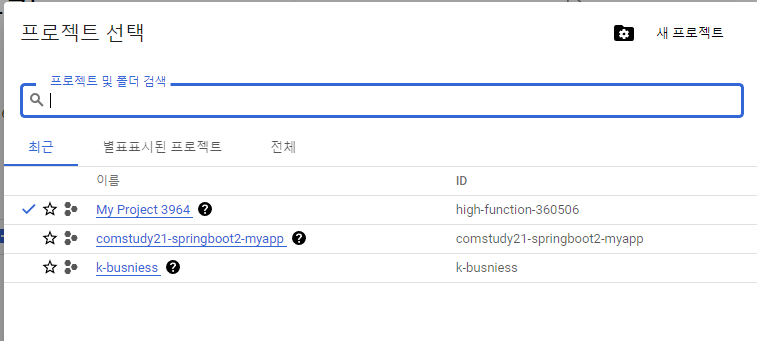 프로젝트 선택
새 프로젝트
프로젝트 및 폴더 검색
최근 별표표시된 프로젝트 전체
이름 ID
My Project 3964 high-function-360506
comstudy21-springboot2-myapp comstudy21-springboot2-myapp
k-busniess k-busniess